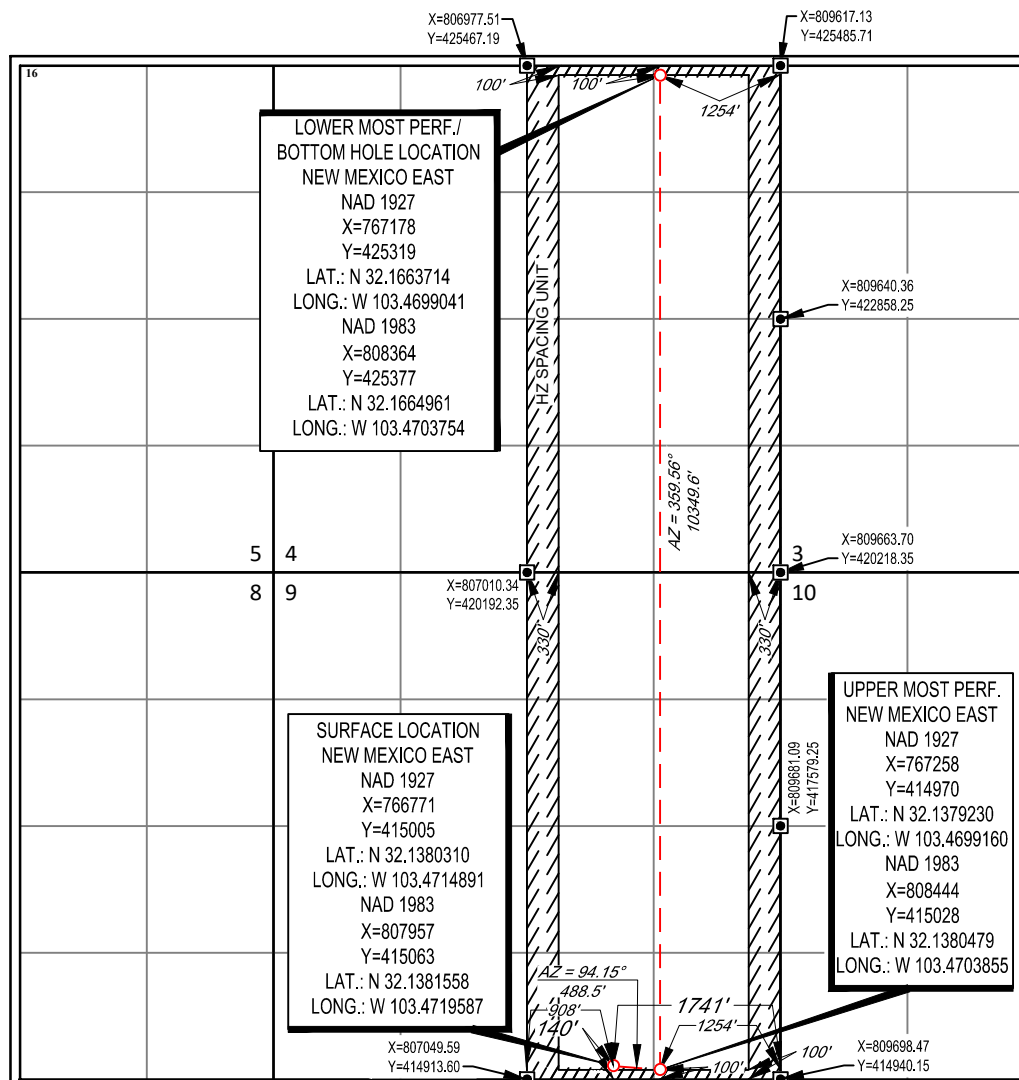 X=806977.51
Y=425467.19
X=809617.13
Y=425485.71
16
100'
100'
1254'
LOWER MOST PERF./
BOTTOM HOLE LOCATION
NEW MEXICO EAST
NAD 1927
X=767178
Y=425319
LAT.: N 32.1663714
LONG.: W 103.4699041
NAD 1983
X=808364
Y=425377
LAT.: N 32.1664961
LONG.: W 103.4703754
HZ SPACING UNIT
X=809640.36
Y=422858.25
AZ = 359.56°
10349.6'
5 4
3
X=809663.70
Y=420218.35
8 9
10
X=807010.34
Y=420192.35
330'
330'
SURFACE LOCATION
NEW MEXICO EAST
NAD 1927
X=766771
Y=415005
LAT.: N 32.1380310
LONG.: W 103.4714891
NAD 1983
X=807957
Y=415063
LAT.: N 32.1381558
LONG.: W 103.4719587
UPPER MOST PERF.
NEW MEXICO EAST
NAD 1927
X=767258
Y=414970
LAT.: N 32.1379230
LONG.: W 103.4699160
NAD 1983
X=808444
Y=415028
LAT.: N 32.1380479
LONG.: W 103.4703855
X=809681.09
Y=417579.25
AZ = 94.15°
488.5'
908'
1741'
140'
1254'
100'
100'
X=807049.59
Y=414913.60
X=809698.47
Y=414940.15